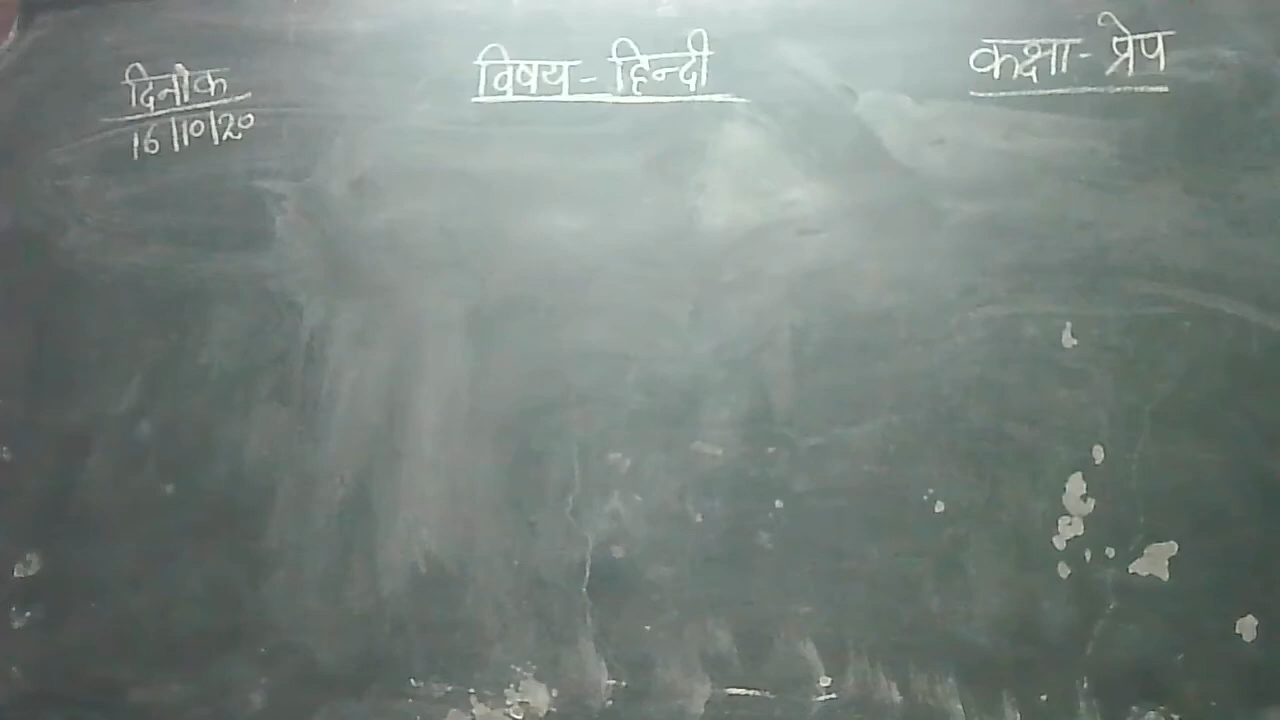 दिनांक
16/10/20
विषय - हिन्दी
कक्षा - प्रेप